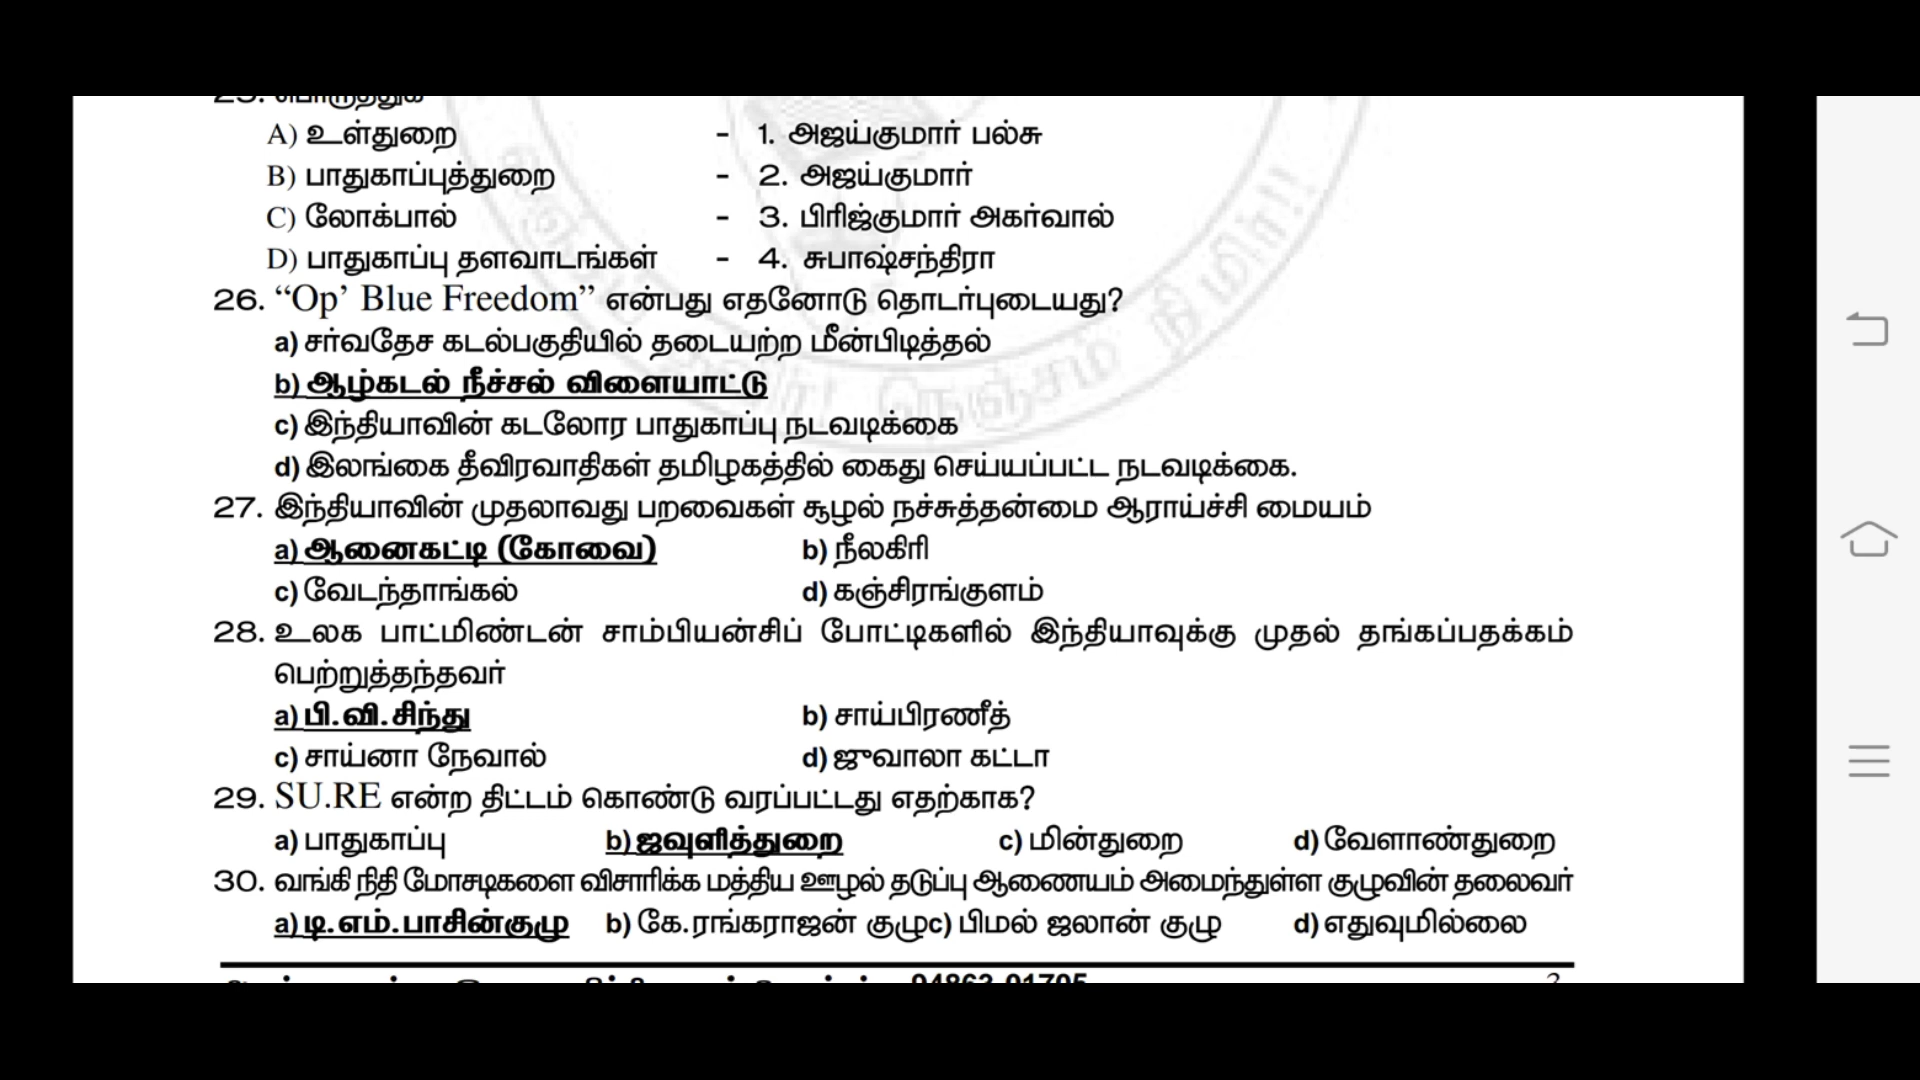 25. பொருத்துக
A) உள்துறை - 1. அஜய்குமார் பல்சு
B) பாதுகாப்புத்துறை - 2. அஜய்குமார்
C) லோக்பால் - 3. பிரிஜ்குமார் அகர்வால்
D) பாதுகாப்பு தளவாடங்கள் - 4. சுபாஷ்சந்திரா
26. “Op’ Blue Freedom” என்பது எதனோடு தொடர்புடையது?
a) சர்வதேச கடல்பகுதியில் தடையற்ற மீன்பிடித்தல்
b) ஆழ்கடல் நீச்சல் விளையாட்டு
c) இந்தியாவின் கடலோர பாதுகாப்பு நடவடிக்கை
d) இலங்கை தீவிரவாதிகள் தமிழகத்தில் கைது செய்யப்பட்ட நடவடிக்கை.
27. இந்தியாவின் முதலாவது பறவைகள் சூழல் நச்சுத்தன்மை ஆராய்ச்சி மையம்
a) ஆனைகட்டி (கோவை) b) நீலகிரி
c) வேடந்தாங்கல் d) கஞ்சிரங்குளம்
28. உலக பாட்மிண்டன் சாம்பியன்சிப் போட்டிகளில் இந்தியாவுக்கு முதல் தங்கப்பதக்கம்
பெற்றுத்தந்தவர்
a) பி.வி.சிந்து b) சாய்பிரணீத்
c) சாய்னா நேவால் d) ஜுவாலா கட்டா
29. SU.RE என்ற திட்டம் கொண்டு வரப்பட்டது எதற்காக?
a) பாதுகாப்பு b) ஜவுளித்துறை c) மின்துறை d) வேளாண்துறை
30. வங்கி நிதி மோசடிகளை விசாரிக்க மத்திய ஊழல் தடுப்பு ஆணையம் அமைந்துள்ள குழுவின் தலைவர்
a) டி.எம்.பாசின்குழு b) கே.ரங்கராஜன் குழு c) பிமல் ஜலான் குழு d) எதுவுமில்லை
94863 01705
நெஞ்சம் நிமிர்!!